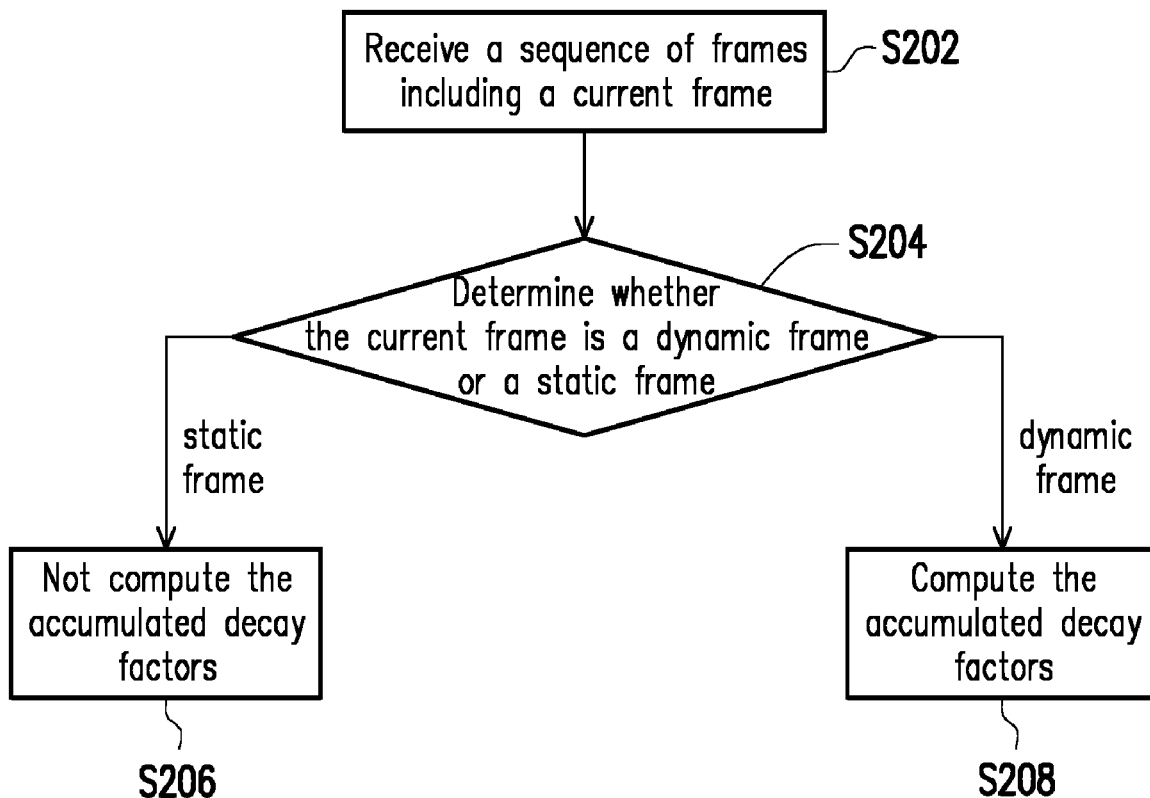 Receive a sequence of frames
including a current frame
S202
S204
Determine whether
the current frame is a dynamic frame
or a static frame
static
frame
dynamic
frame
Not compute the
accumulated decay
factors
Compute the
accumulated decay
factors
S206
S208